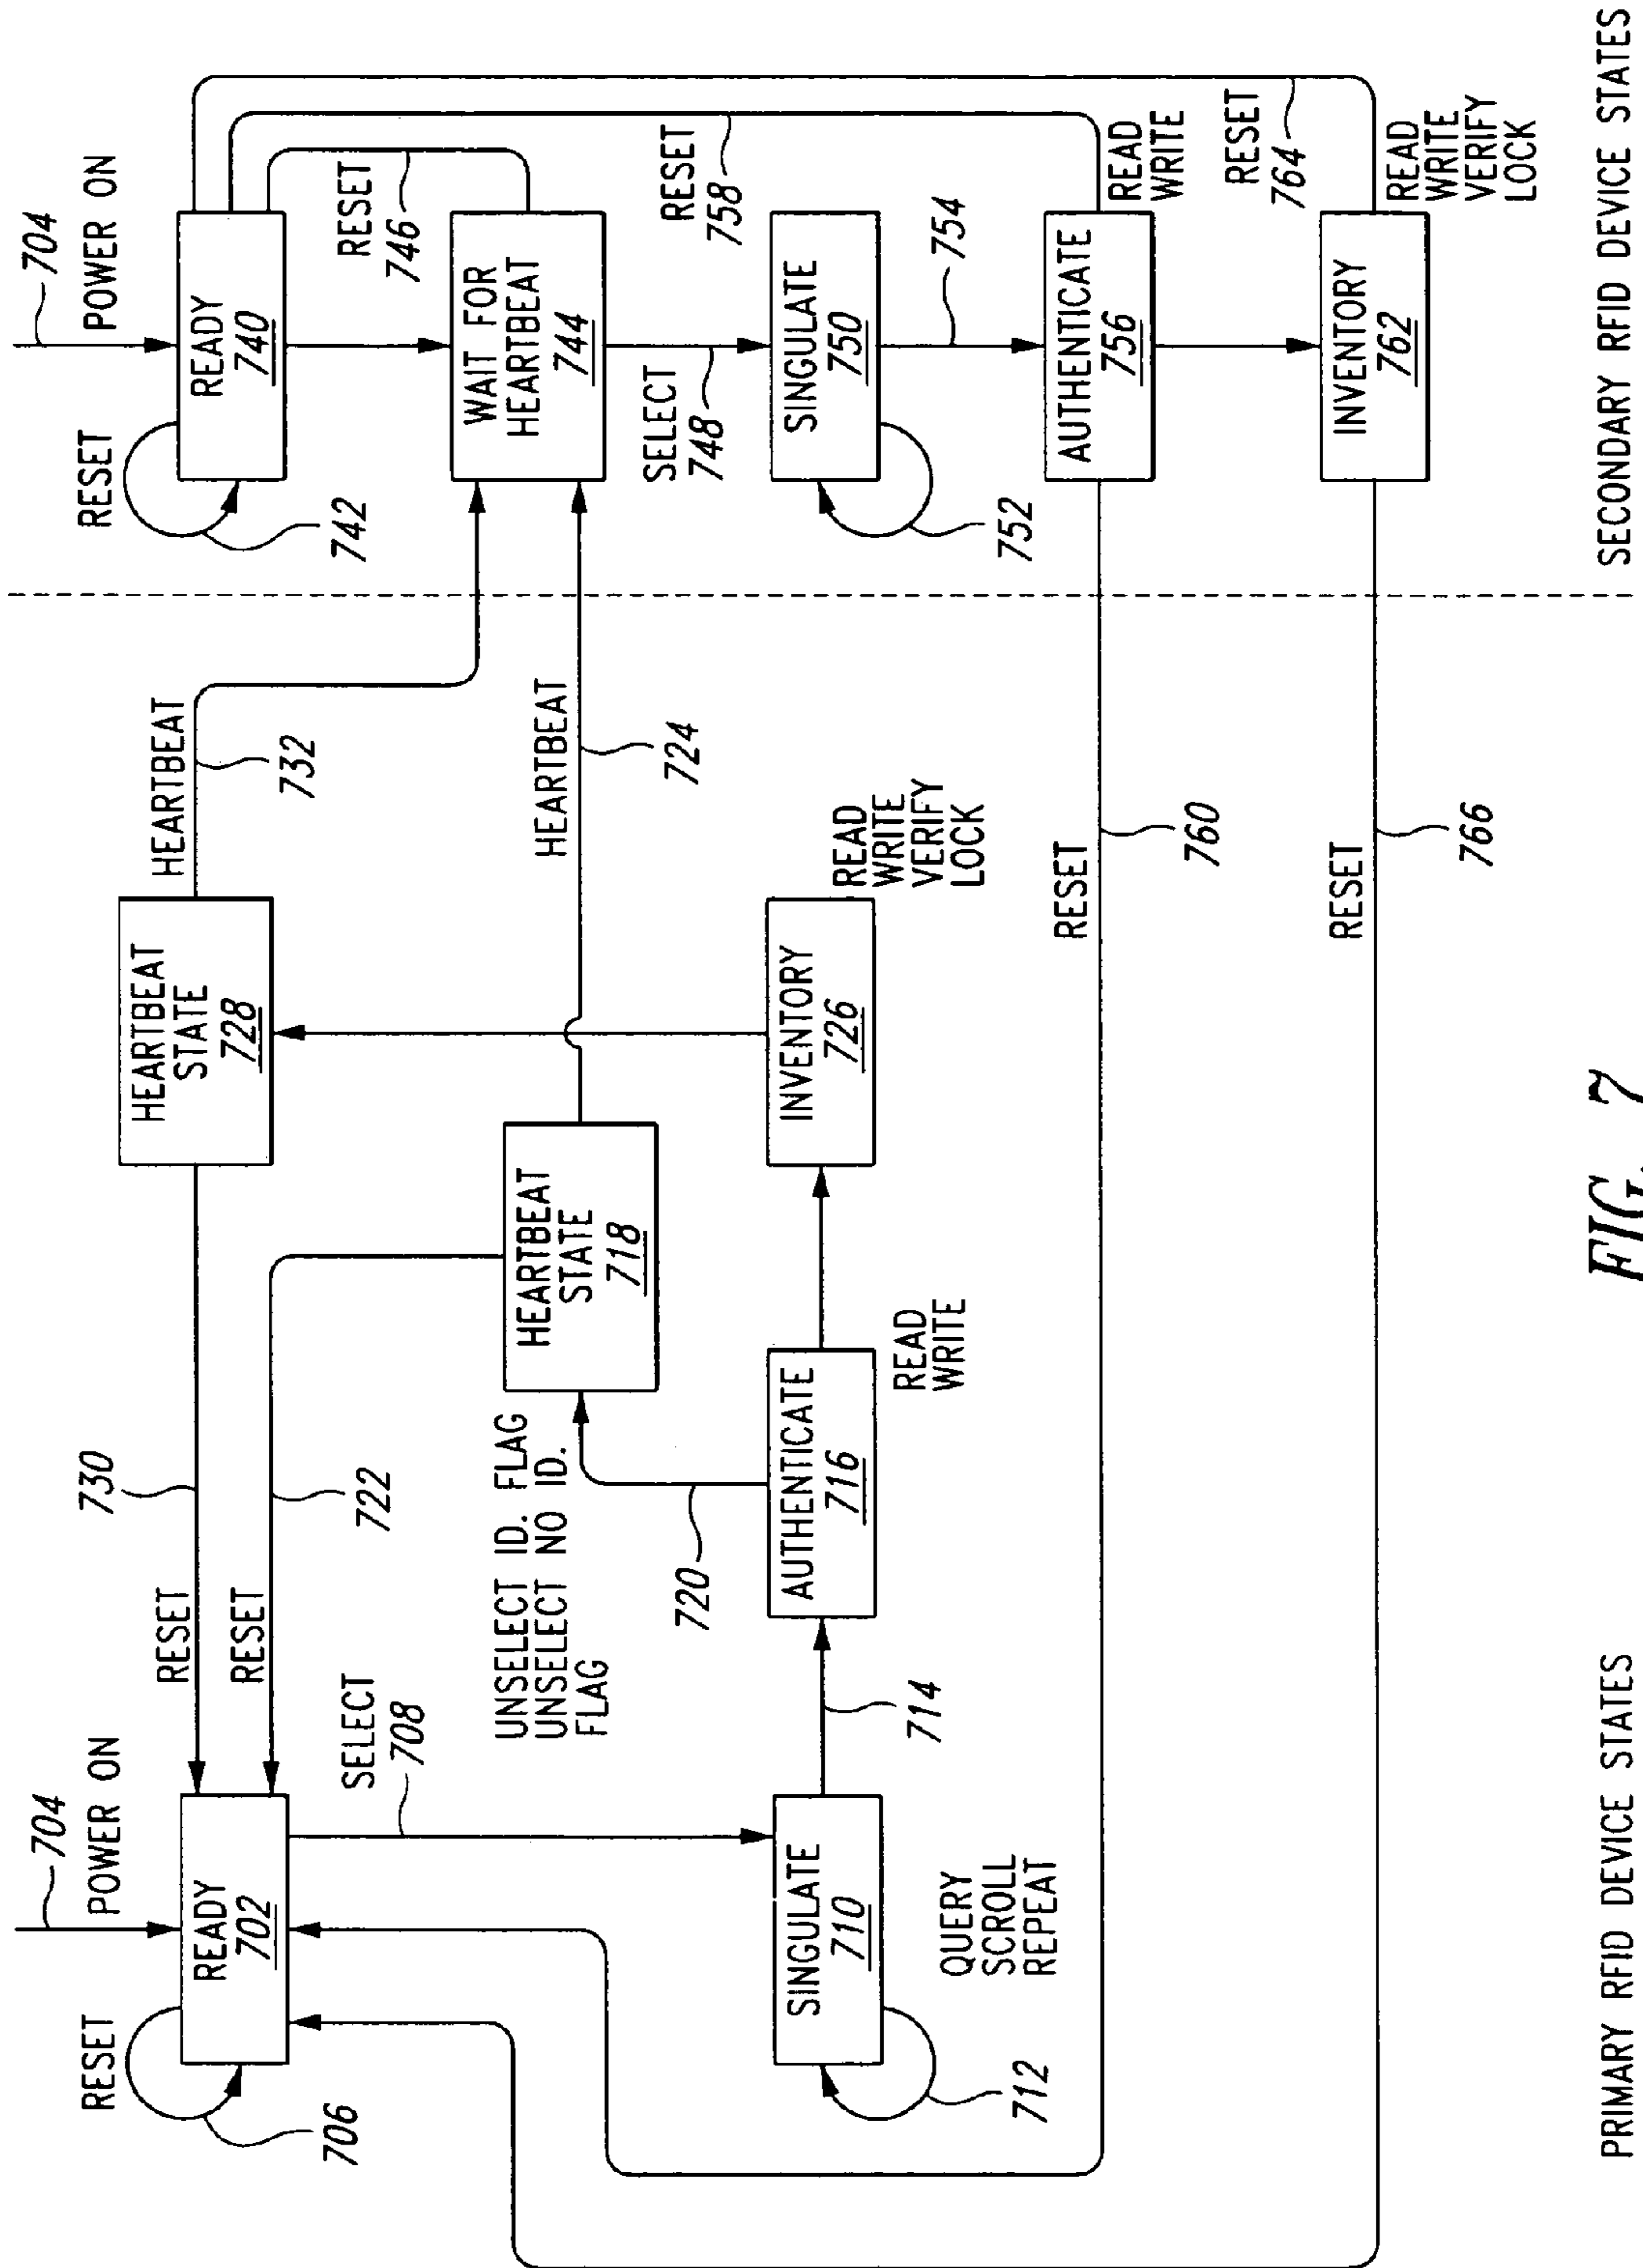 704
POWER ON
RESET
READY
702
706
RESET
730
RESET
722
HEARTBEAT
STATE
728
HEARTBEAT
732
SELECT
708
UNSELECT ID. FLAG
UNSELECT NO ID.
FLAG
HEARTBEAT
STATE
718
HEARTBEAT
724
720
SINGULATE
710
712
QUERY
SCROLL
REPEAT
714
AUTHENTICATE
716
READ
WRITE
INVENTORY
726
READ
WRITE
VERIFY
LOCK
RESET
760
RESET
766
PRIMARY RFID DEVICE STATES
704
POWER ON
RESET
READY
740
742
RESET
746
WAIT FOR
HEARTBEAT
744
SELECT
748
RESET
758
SINGULATE
750
752
754
AUTHENTICATE
756
READ
WRITE
RESET
764
INVENTORY
762
READ
WRITE
VERIFY
LOCK
SECONDARY RFID DEVICE STATES
FIG. 7